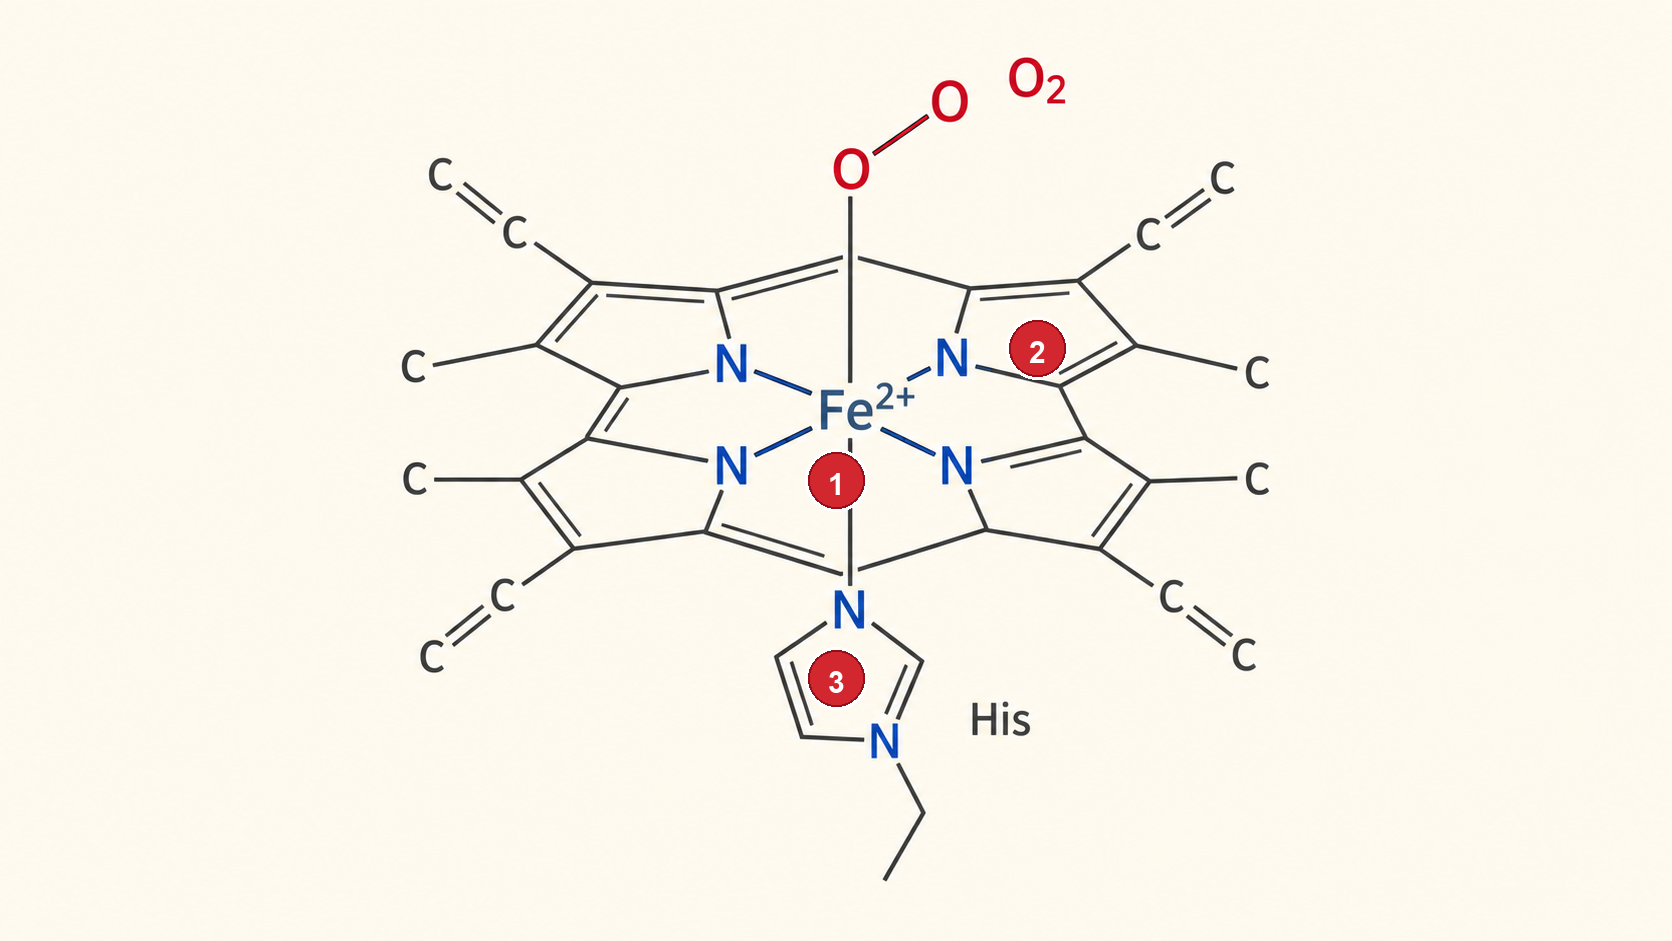 O O₂
O
C C
C C
N N
C Fe²⁺ 2 C
N N
C 1 C
C N C
C 3 C
N His